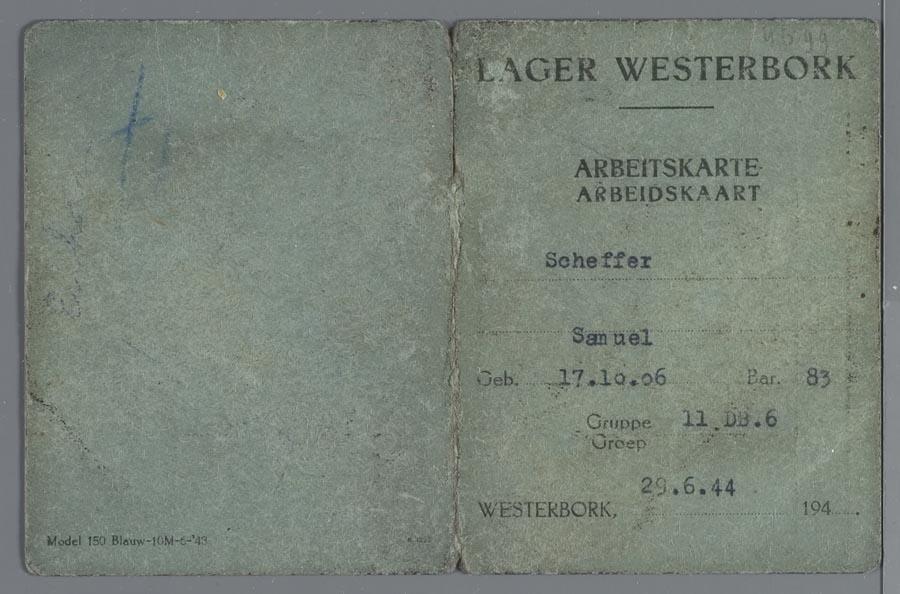 LAGER WESTERBORK
ARBEITSKARTE
ARBEIDSKAART
Scheffer
Samuel
Geb. 17.10.06 Bar. 83
Gruppe 11 DB.6
Groep
29.6.44
WESTERBORK, 194
Model 150 Blauw-10M-6-'43